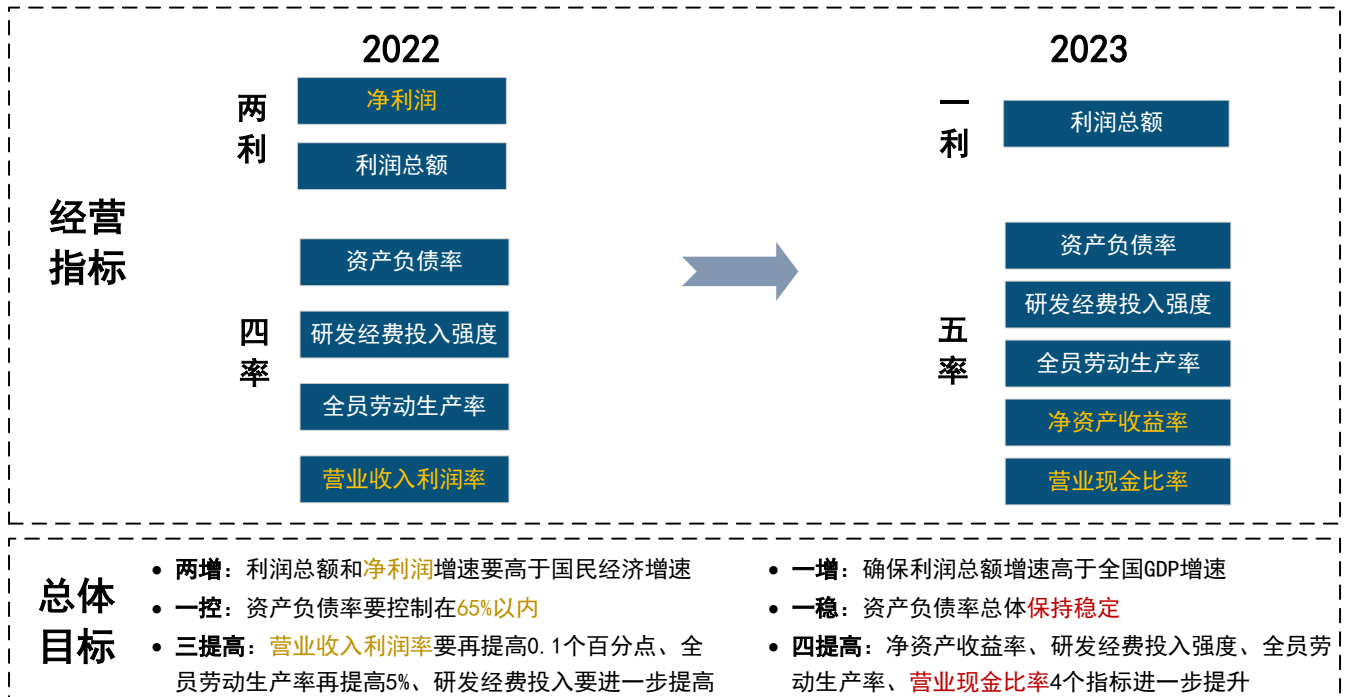 2022
两利
净利润
利润总额
经营
指标
四率
资产负债率
研发经费投入强度
全员劳动生产率
营业收入利润率
2023
一利
利润总额
五率
资产负债率
研发经费投入强度
全员劳动生产率
净资产收益率
营业现金比率
总体
目标
• 两增：利润总额和净利润增速要高于国民经济增速
• 一控：资产负债率要控制在65%以内
• 三提高：营业收入利润率要再提高0.1个百分点、全
员劳动生产率再提高5%、研发经费投入要进一步提高
• 一增：确保利润总额增速高于全国GDP增速
• 一稳：资产负债率总体保持稳定
• 四提高：净资产收益率、研发经费投入强度、全员劳
动生产率、营业现金比率4个指标进一步提升